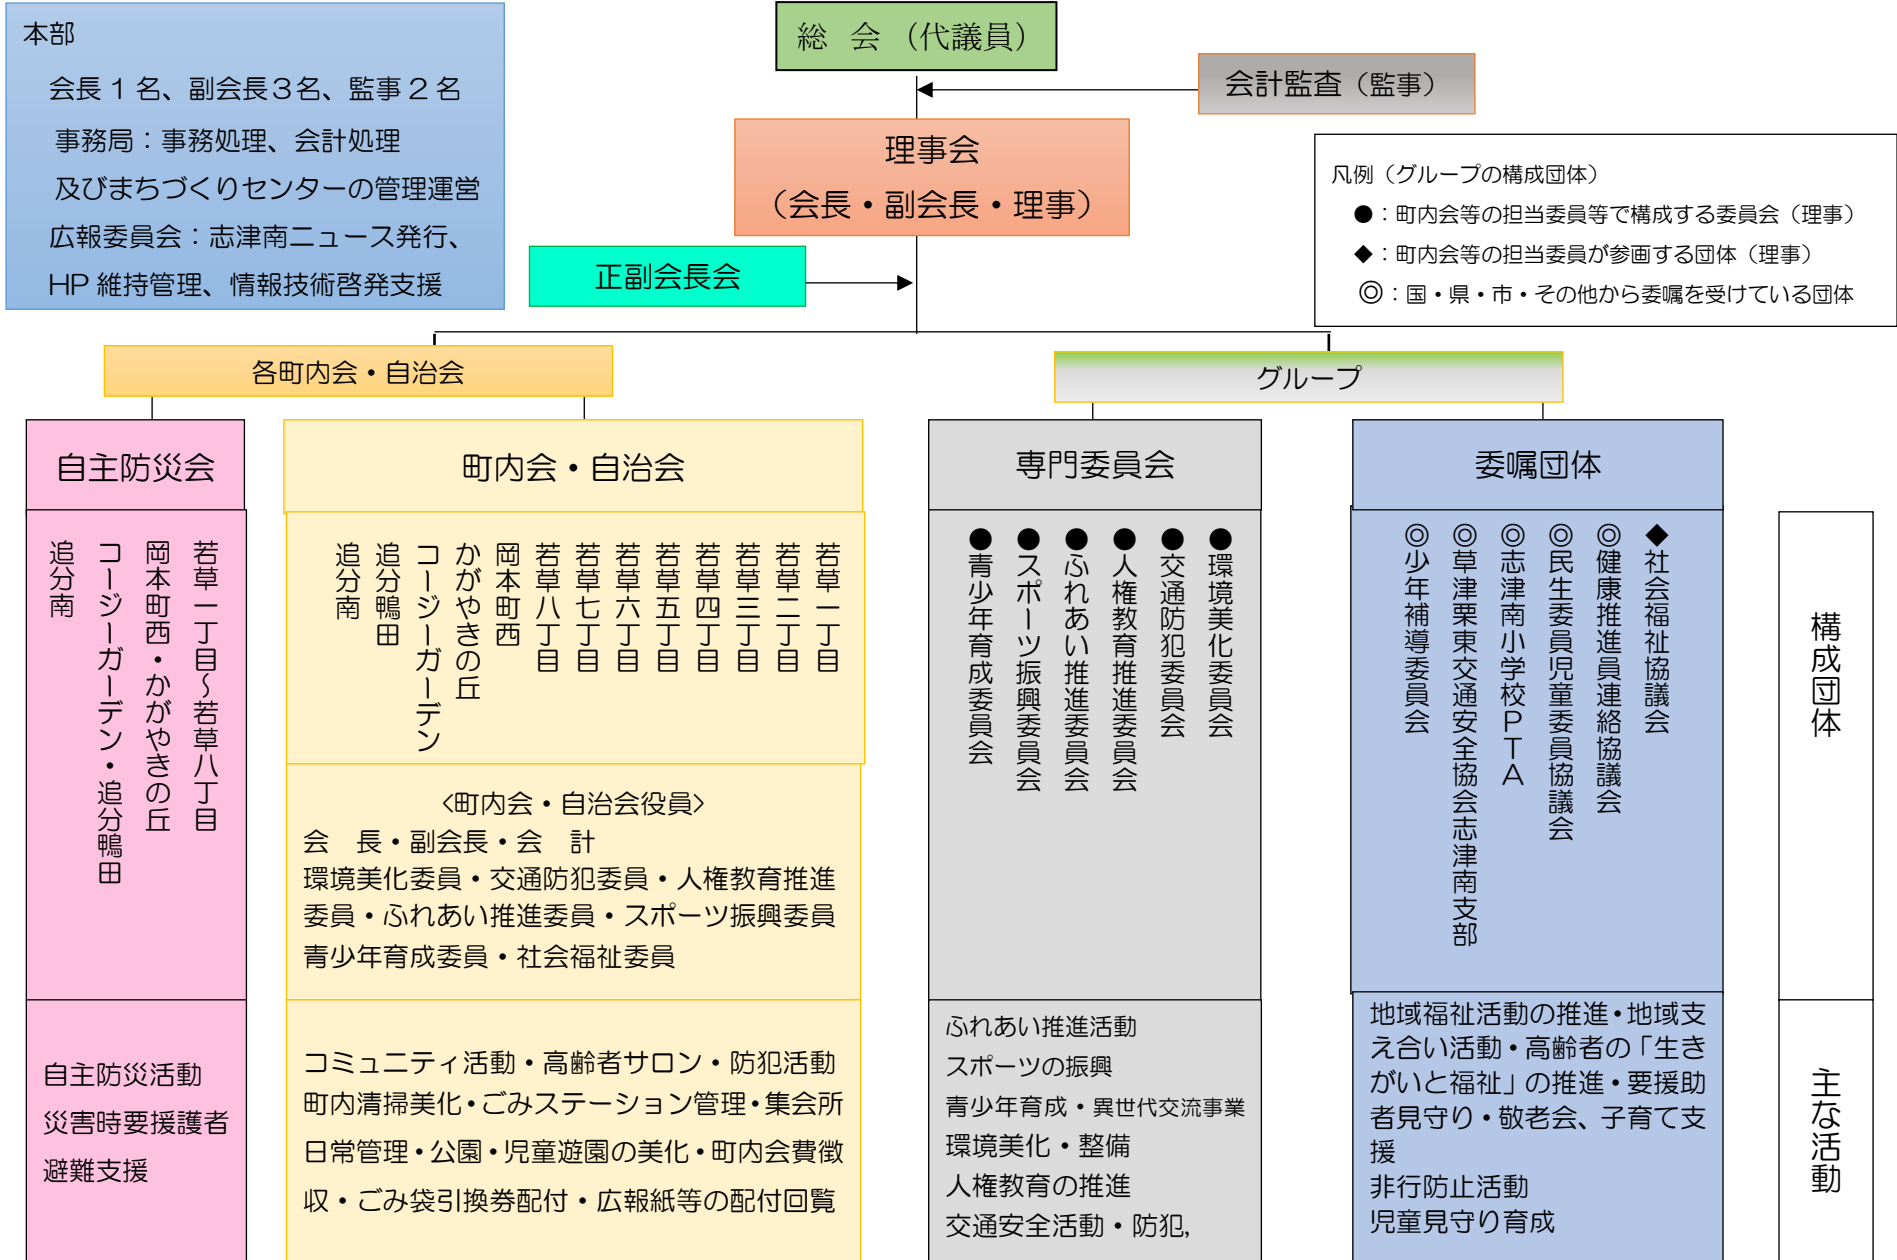 本部
会長1名、副会長3名、監事2名
事務局：事務処理、会計処理
及びまちづくりセンターの管理運営
広報委員会：志津南ニュース発行、
HP 維持管理、情報技術啓発支援
総 会 （代議員）
会計監査（監事）
理事会
（会長・副会長・理事）
正副会長会
凡例（グループの構成団体）
●：町内会等の担当委員等で構成する委員会（理事）
◆：町内会等の担当委員が参画する団体（理事）
◎：国・県・市・その他から委嘱を受けている団体
各町内会・自治会
グループ
自主防災会
若草一丁目～若草八丁目
岡本町西・かがやきの丘
コージーガーデン・追分鴨田
追分南
自主防災活動
災害時要援護者
避難支援
町内会・自治会
若草一丁目
若草二丁目
若草三丁目
若草四丁目
若草五丁目
若草六丁目
若草七丁目
若草八丁目
岡本町西
かがやきの丘
コージーガーデン
追分鴨田
追分南
<町内会・自治会役員>
会　長・副会長・会　計
環境美化委員・交通防犯委員・人権教育推進
委員・ふれあい推進委員・スポーツ振興委員
青少年育成委員・社会福祉委員
コミュニティ活動・高齢者サロン・防犯活動
町内清掃美化・ごみステーション管理・集会所
日常管理・公園・児童遊園の美化・町内会費徴
収・ごみ袋引換券配付・広報紙等の配付回覧
専門委員会
●環境美化委員会
●交通防犯委員会
●人権教育推進委員会
●ふれあい推進委員会
●スポーツ振興委員会
●青少年育成委員会
ふれあい推進活動
スポーツの振興
青少年育成・異世代交流事業
環境美化・整備
人権教育の推進
交通安全活動・防犯,
委嘱団体
◆社会福祉協議会
◎健康推進員連絡協議会
◎民生委員児童委員協議会
◎志津南小学校PTA
◎草津栗東交通安全協会志津南支部
◎少年補導委員会
地域福祉活動の推進・地域支
え合い活動・高齢者の「生き
がいと福祉」の推進・要援助
者見守り・敬老会、子育て支
援
非行防止活動
児童見守り育成
構成団体
主な活動